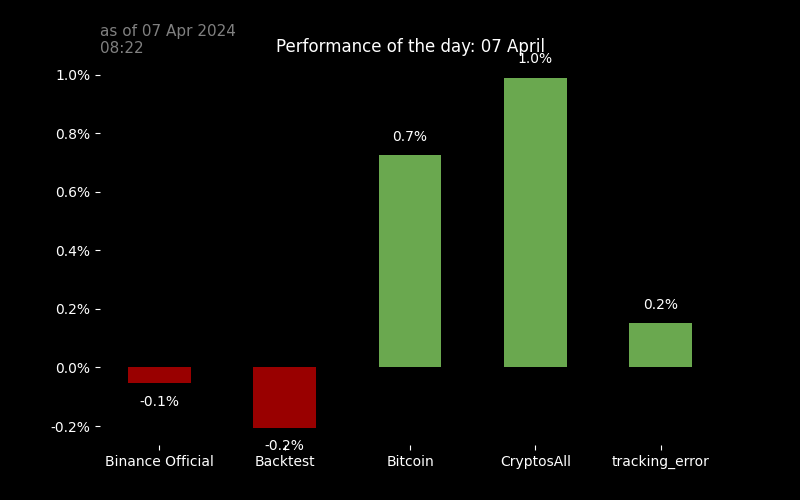 as of 07 Apr 2024
08:22
Performance of the day: 07 April
1.0%
1.0%
0.8%
0.7%
0.6%
0.4%
0.2%
0.2%
0.0%
-0.1%
-0.2%
-0.2%
Binance Official
Backtest
Bitcoin
CryptosAll
tracking_error